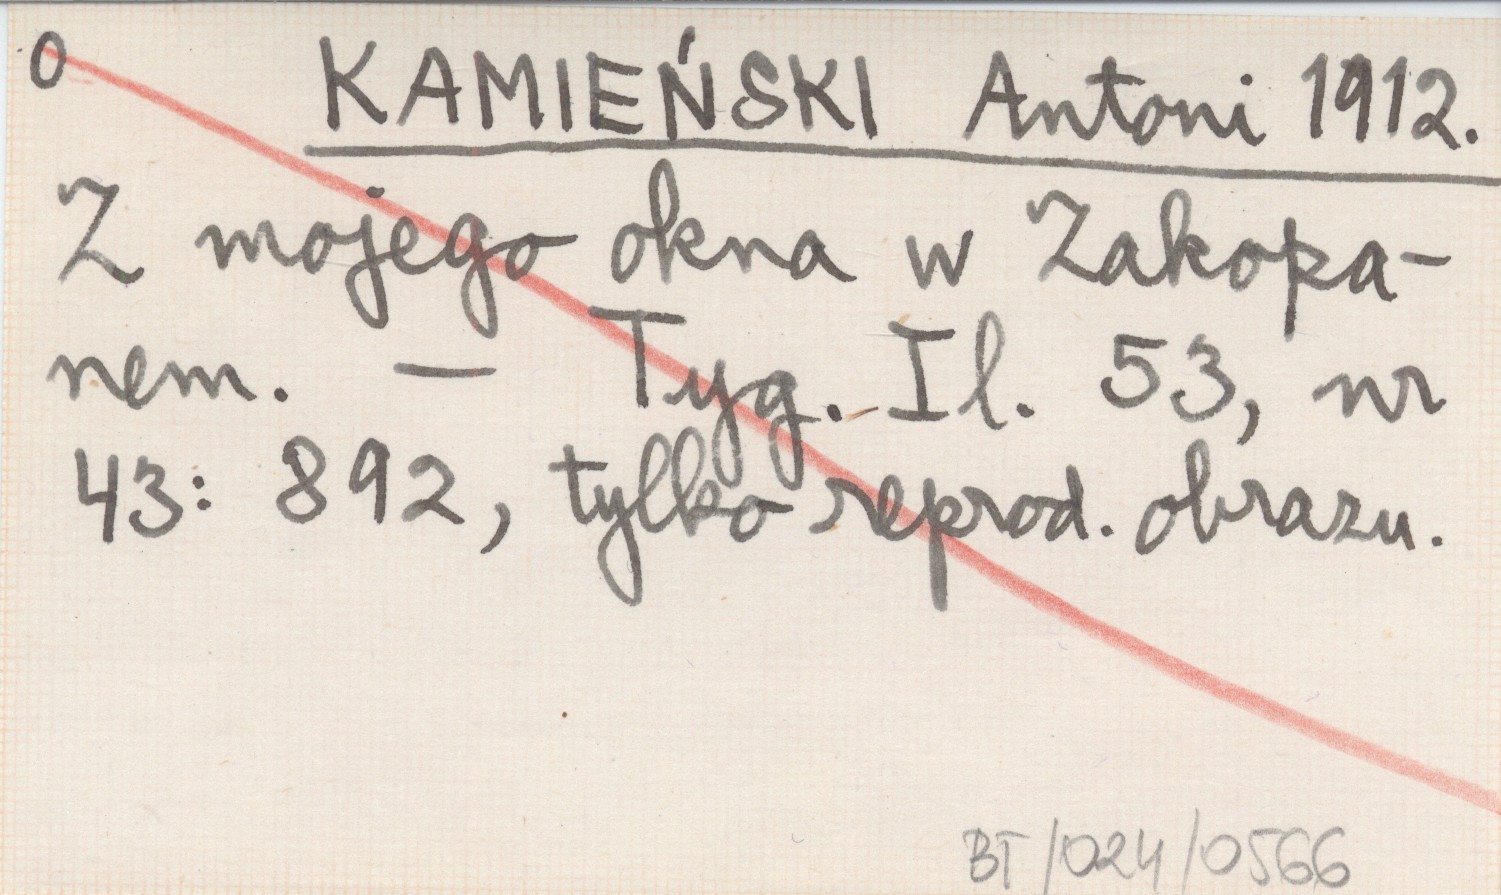 0 KAMIEŃSKI Antoni 1912.
Z mojego okna w Zakopa-
nem. — Tyg. Il. 53, nr
43: 892, tylko reprod. obrazu.
BT/024/0566